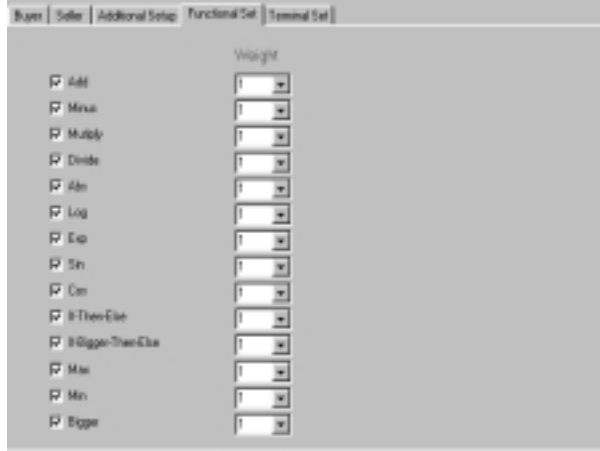 Buyer Seller Additional Setup Functional Set Terminal Set
Weight
Add 1
Minus 1
Mutiply 1
Divide 1
Abs 1
Log 1
Exp 1
Sin 1
Cos 1
If-Then-Else 1
If-Bigger-Then-Else 1
Max 1
Min 1
Bigger 1